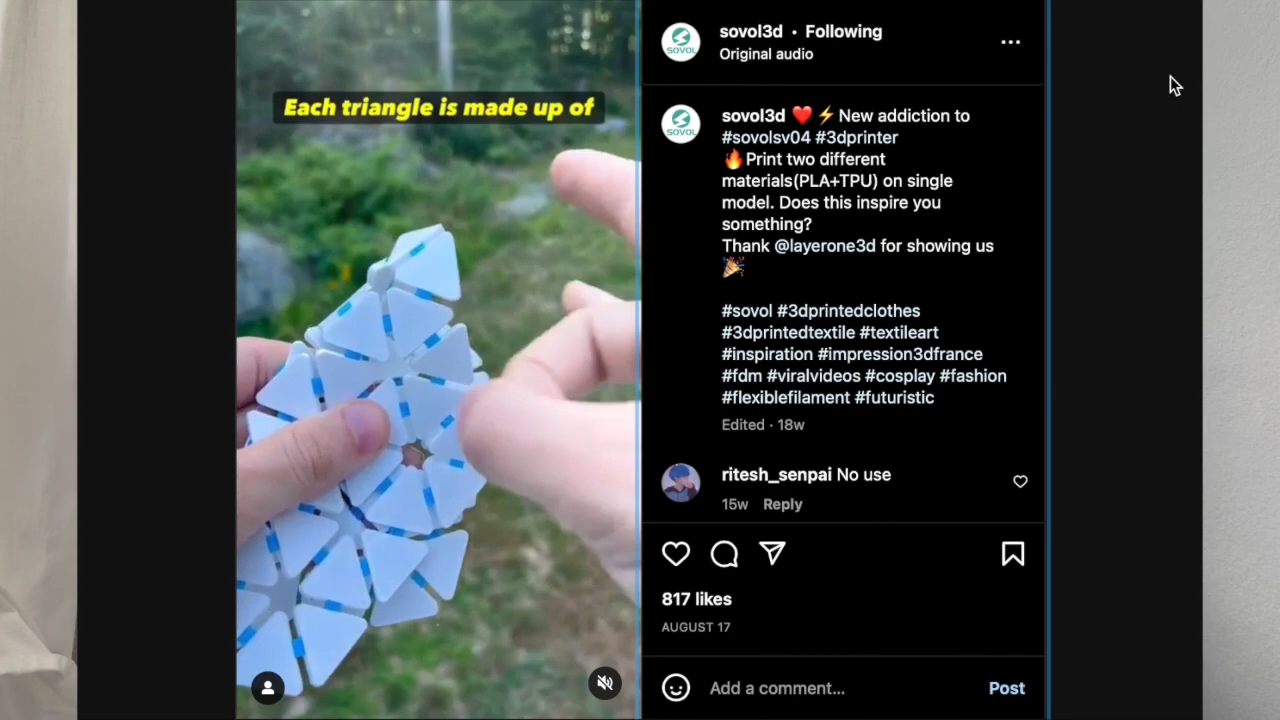 Each triangle is made up of
SOVOL
sovol3d • Following
Original audio
SOVOL
sovol3d ❤️⚡New addiction to
#sovolsv04 #3dprinter
🔥Print two different
materials(PLA+TPU) on single
model. Does this inspire you
something?
Thank @layerone3d for showing us
🎉
#sovol #3dprintedclothes
#3dprintedtextile #textileart
#inspiration #impression3dfrance
#fdm #viralvideos #cosplay #fashion
#flexiblefilament #futuristic
Edited · 18w
ritesh_senpai No use
15w Reply
817 likes
AUGUST 17
Add a comment...
Post